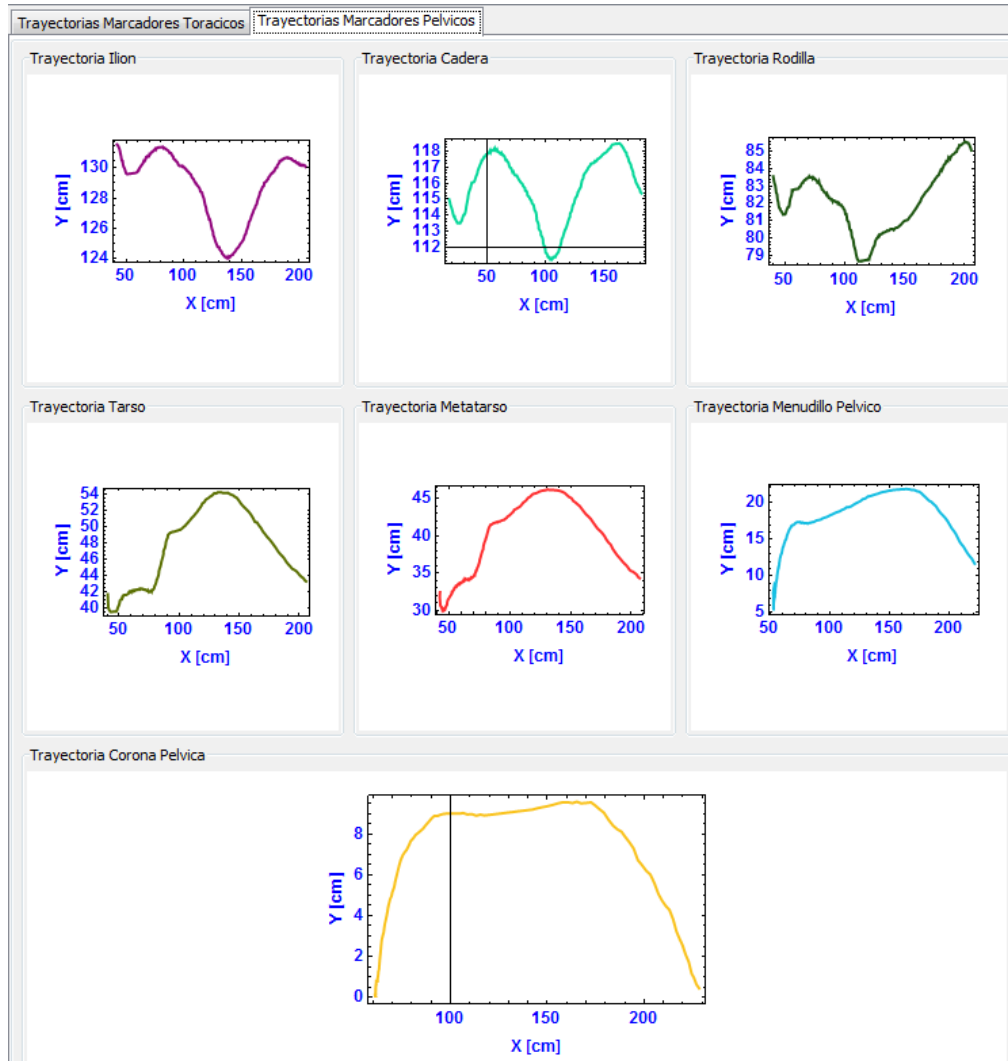 Trayectorias Marcadores Toracicos
Trayectorias Marcadores Pelvicos
Trayectoria Ilion
130
128
126
124
Y [cm]
50 100 150 200
X [cm]
Trayectoria Cadera
118
117
116
115
114
113
112
Y [cm]
50 100 150
X [cm]
Trayectoria Rodilla
85
84
83
82
81
80
79
Y [cm]
50 100 150 200
X [cm]
Trayectoria Tarso
54
52
50
48
46
44
42
40
Y [cm]
50 100 150 200
X [cm]
Trayectoria Metatarso
45
40
35
30
Y [cm]
50 100 150 200
X [cm]
Trayectoria Menudillo Pelvico
20
15
10
5
Y [cm]
50 100 150 200
X [cm]
Trayectoria Corona Pelvica
8
6
4
2
0
Y [cm]
100 150 200
X [cm]